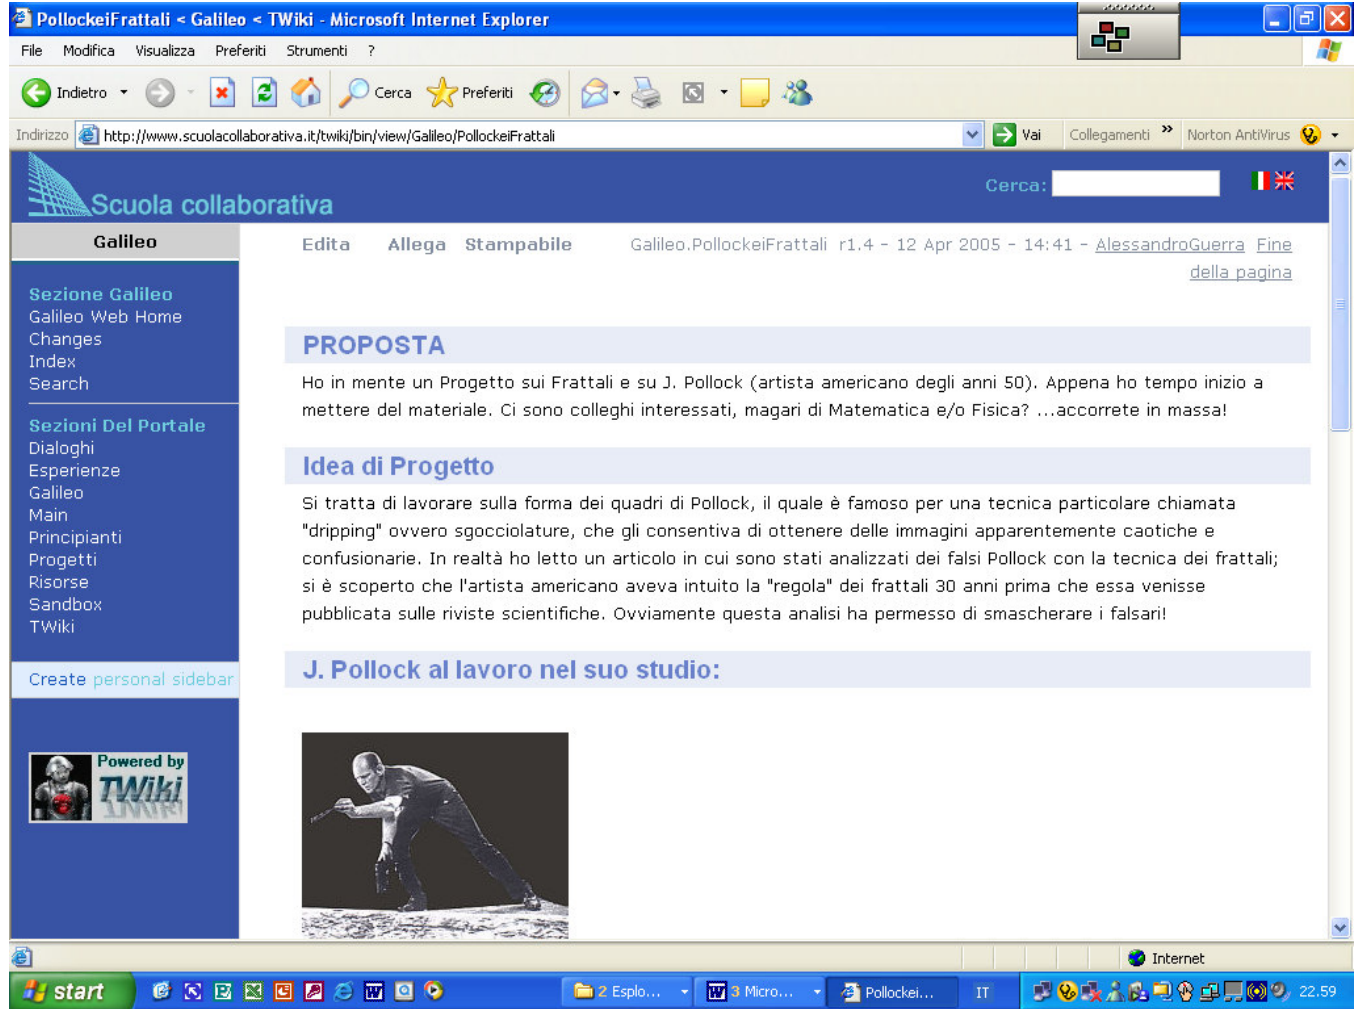 PollockeiFrattali < Galileo < TWiki - Microsoft Internet Explorer
File Modifica Visualizza Preferiti Strumenti ?
Indietro Cerca Preferiti
Indirizzo http://www.scuolacollaborativa.it/twiki/bin/view/Galileo/PollockeiFrattali Vai Collegamenti » Norton AntiVirus
Scuola collaborativa
Cerca:
Galileo
Edita Allega Stampabile Galileo.PollockeiFrattali r1.4 - 12 Apr 2005 - 14:41 - AlessandroGuerra Fine
della pagina
Sezione Galileo
Galileo Web Home
Changes
Index
Search
Sezioni Del Portale
Dialoghi
Esperienze
Galileo
Main
Principianti
Progetti
Risorse
Sandbox
TWiki
Create personal sidebar
Powered by
TWiki
PROPOSTA
Ho in mente un Progetto sui Frattali e su J. Pollock (artista americano degli anni 50). Appena ho tempo inizio a
mettere del materiale. Ci sono colleghi interessati, magari di Matematica e/o Fisica? ...accorrete in massa!
Idea di Progetto
Si tratta di lavorare sulla forma dei quadri di Pollock, il quale è famoso per una tecnica particolare chiamata
"dripping" ovvero sgocciolature, che gli consentiva di ottenere delle immagini apparentemente caotiche e
confusionarie. In realtà ho letto un articolo in cui sono stati analizzati dei falsi Pollock con la tecnica dei frattali;
si è scoperto che l'artista americano aveva intuito la "regola" dei frattali 30 anni prima che essa venisse
pubblicata sulle riviste scientifiche. Ovviamente questa analisi ha permesso di smascherare i falsari!
J. Pollock al lavoro nel suo studio:
Internet
start 2 Esplo... 3 Micro... Pollockei... IT 22.59